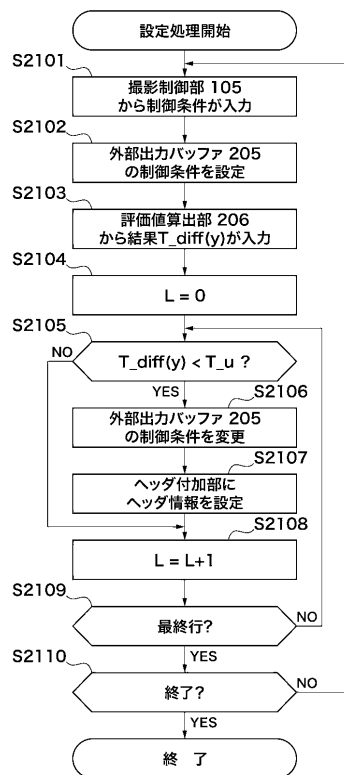 設定処理開始
S2101
撮影制御部 105
から制御条件が入力
S2102
外部出力バッファ 205
の制御条件を設定
S2103
評価値算出部 206
から結果T_diff(y)が入力
S2104
L = 0
S2105
T_diff(y) < T_u ?
NO
YES
S2106
外部出力バッファ 205
の制御条件を変更
S2107
ヘッダ付加部に
ヘッダ情報を設定
S2108
L = L+1
S2109
最終行?
NO
YES
S2110
終了?
NO
YES
終 了